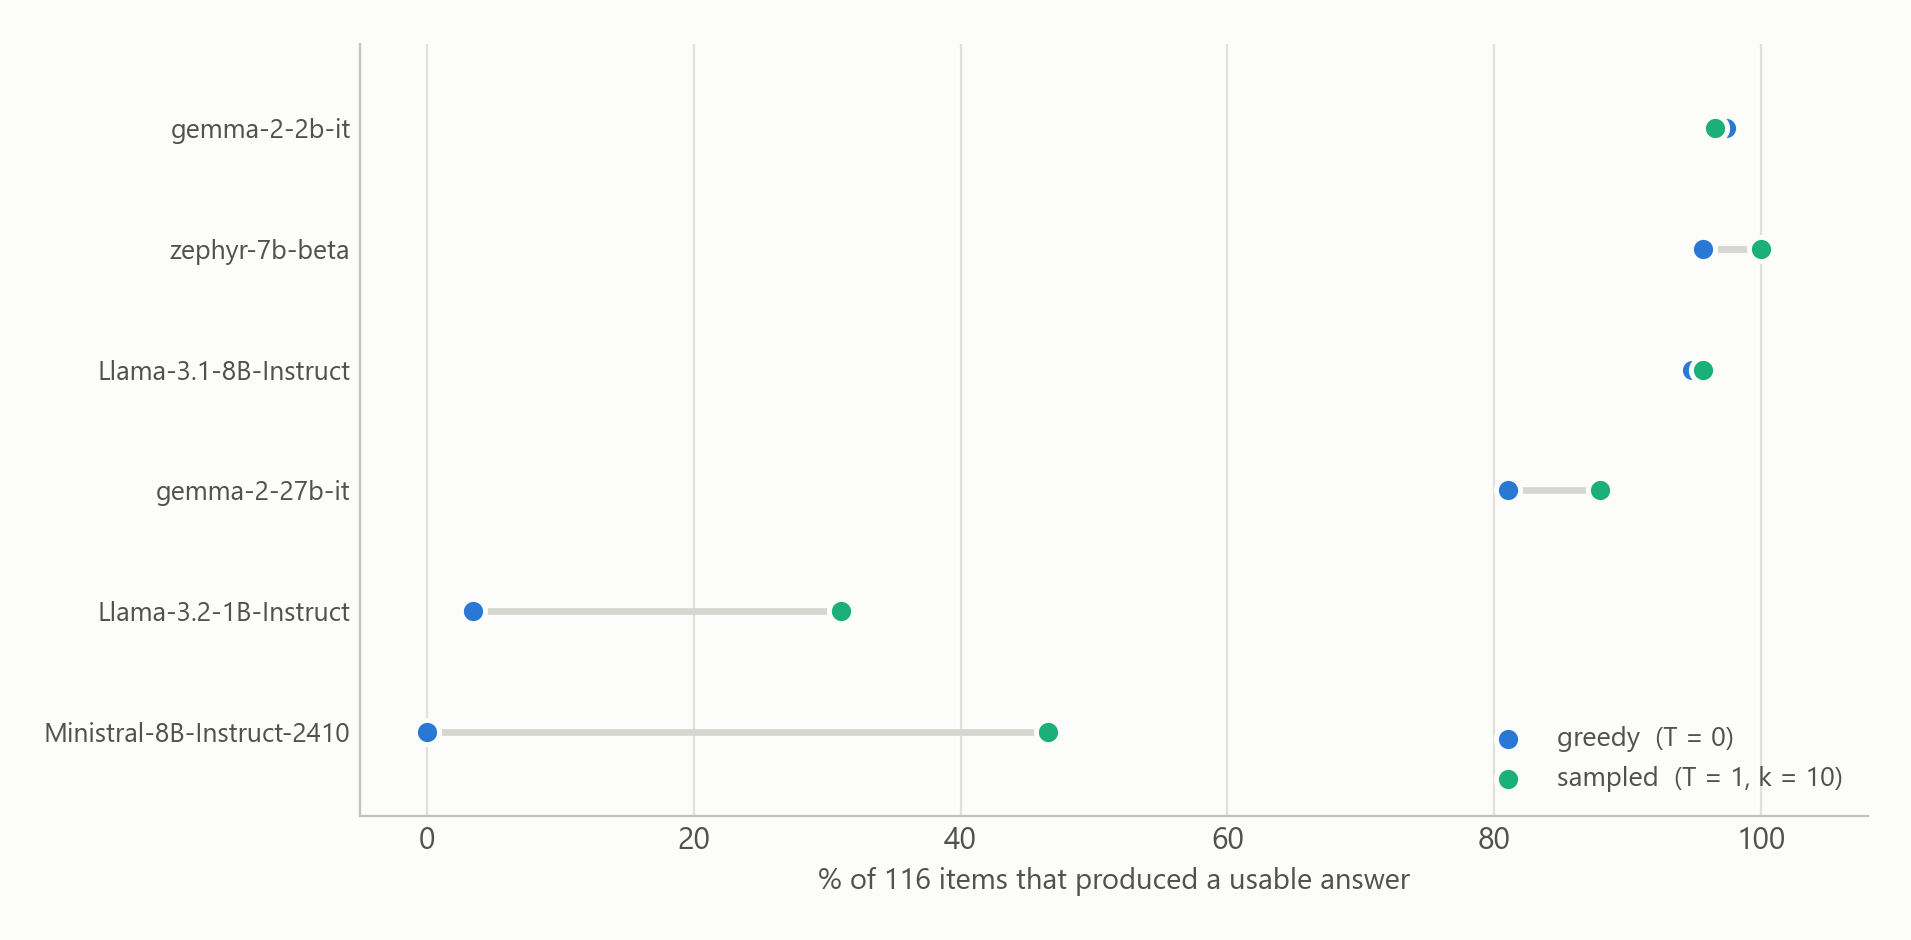 gemma-2-2b-it
zephyr-7b-beta
Llama-3.1-8B-Instruct
gemma-2-27b-it
Llama-3.2-1B-Instruct
Ministral-8B-Instruct-2410
greedy (T = 0)
sampled (T = 1, k = 10)
0 20 40 60 80 100
% of 116 items that produced a usable answer